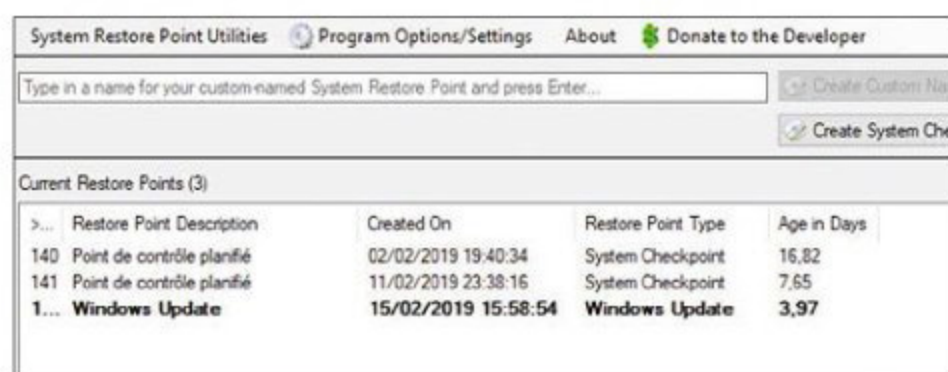 System Restore Point Utilities Program Options/Settings About Donate to the Developer
Type in a name for your custom-named System Restore Point and press Enter... Create Custom Na
Create System Che
Current Restore Points (3)
>... Restore Point Description Created On Restore Point Type Age in Days
140 Point de contrôle planifié 02/02/2019 19:40:34 System Checkpoint 16,82
141 Point de contrôle planifié 11/02/2019 23:38:16 System Checkpoint 7,65
1... Windows Update 15/02/2019 15:58:54 Windows Update 3,97